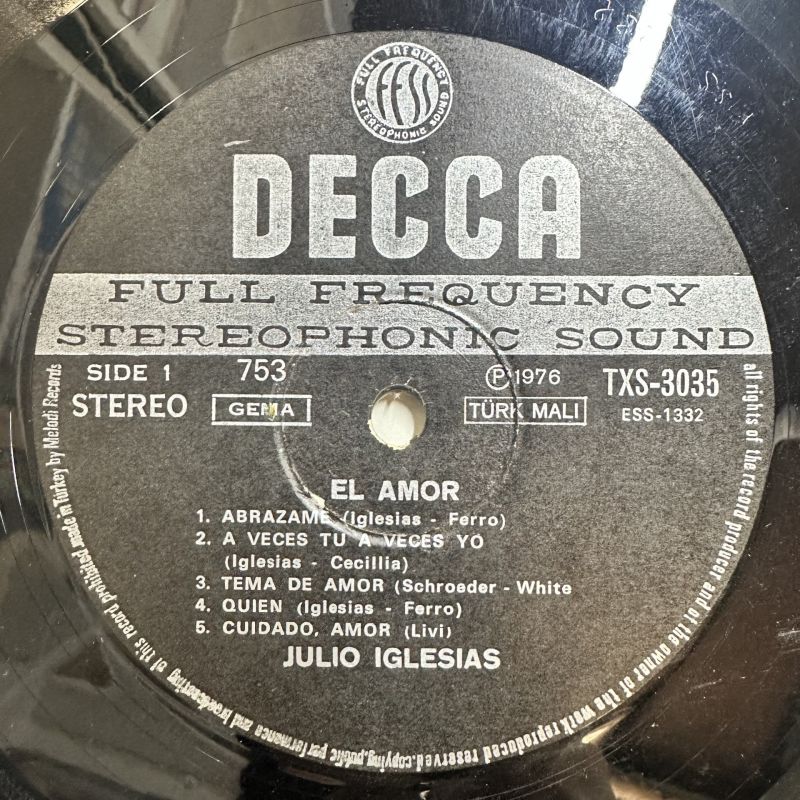 FULL FREQUENCY STEREOPHONIC SOUND
FFSS
DECCA
FULL FREQUENCY
STEREOPHONIC SOUND
SIDE 1 753 Ⓟ1976 TXS-3035
STEREO GEMA TÜRK MALI ESS-1332
EL AMOR
1. ABRAZAME (Iglesias - Ferro)
2. A VECES TU A VECES YO
(Iglesias - Cecillia)
3. TEMA DE AMOR (Schroeder - White
4. QUIEN (Iglesias - Ferro)
5. CUIDADO, AMOR (Livi)
JULIO IGLESIAS
all rights of the record producer and of the owner of the work reproduced reserved.copying,public performance and broadcasting of this record prohibited made in Turkey by Melodi Records